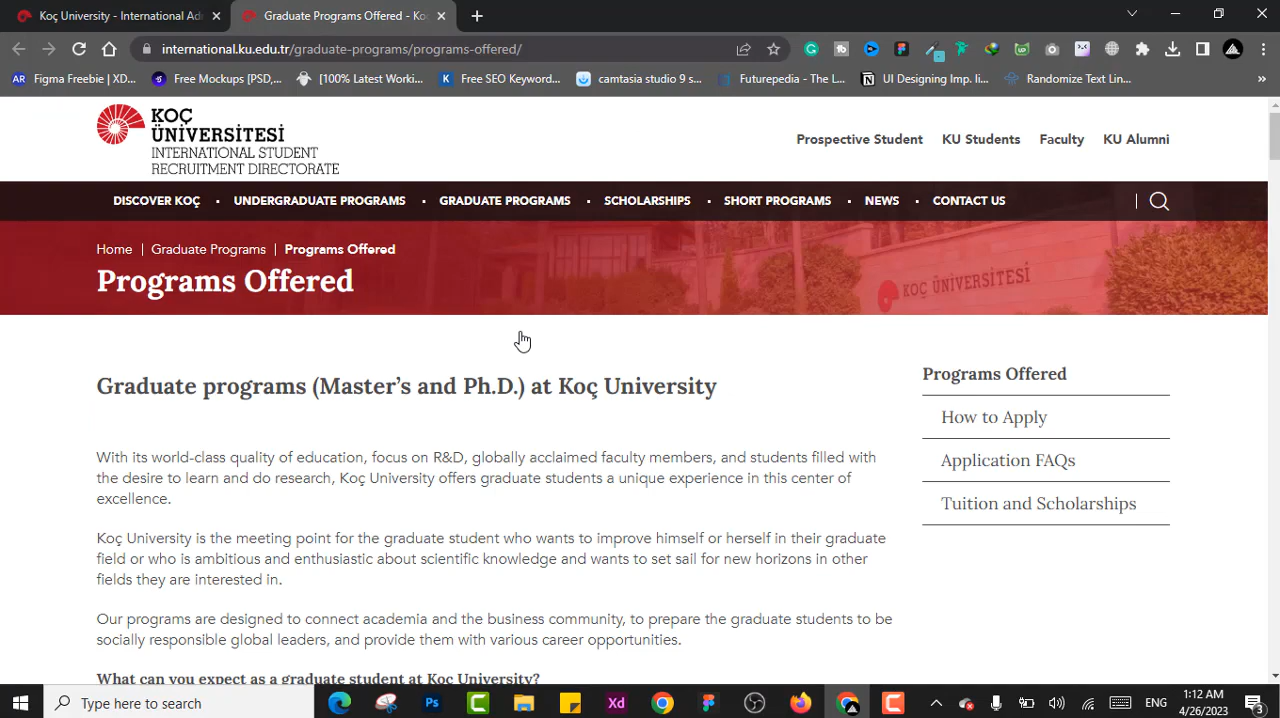 Koç University - International Ad
Graduate Programs Offered - Ko
international.ku.edu.tr/graduate-programs/programs-offered/
AR Figma Freebie | XD...
Free Mockups [PSD,...
[100% Latest Worki...
K Free SEO Keyword...
camtasia studio 9 s...
Futurepedia - The L...
UI Designing Imp. li...
Randomize Text Lin...
»
KOÇ
ÜNİVERSİTESİ
INTERNATIONAL STUDENT
RECRUITMENT DIRECTORATE
Prospective Student KU Students Faculty KU Alumni
DISCOVER KOÇ • UNDERGRADUATE PROGRAMS • GRADUATE PROGRAMS • SCHOLARSHIPS • SHORT PROGRAMS • NEWS • CONTACT US
Home | Graduate Programs | Programs Offered
Programs Offered
KOÇ ÜNİVERSİTESİ
Graduate programs (Master's and Ph.D.) at Koç University
With its world-class quality of education, focus on R&D, globally acclaimed faculty members, and students filled with
the desire to learn and do research, Koç University offers graduate students a unique experience in this center of
excellence.
Koç University is the meeting point for the graduate student who wants to improve himself or herself in their graduate
field or who is ambitious and enthusiastic about scientific knowledge and wants to set sail for new horizons in other
fields they are interested in.
Our programs are designed to connect academia and the business community, to prepare the graduate students to be
socially responsible global leaders, and provide them with various career opportunities.
What can you expect as a graduate student at Koç University?
Programs Offered
How to Apply
Application FAQs
Tuition and Scholarships
Type here to search
Ps
Xd
ENG
1:12 AM
4/26/2023
3